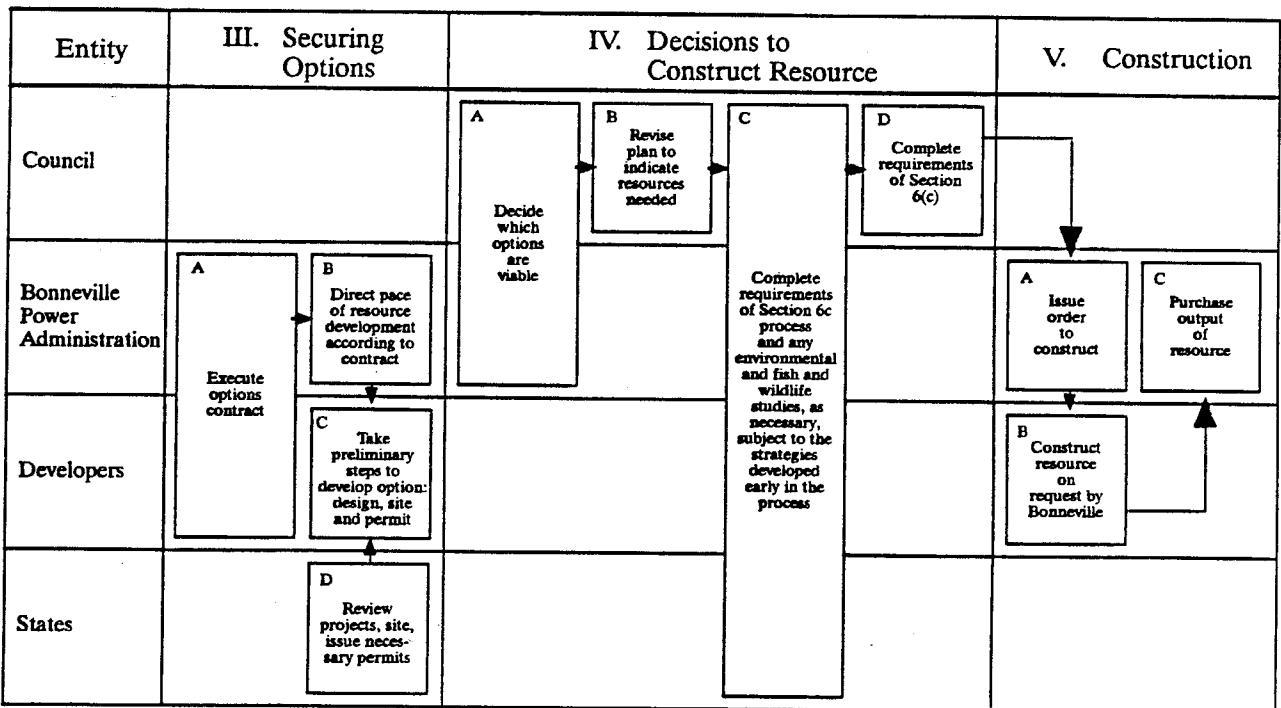 Entity
III. Securing
Options
IV. Decisions to
Construct Resource
V. Construction
Council
A
Decide
which
options
are
viable
B
Revise
plan to
indicate
resources
needed
C
Complete
requirements
of Section 6c
process
and any
environmental
and fish and
wildlife
studies, as
necessary,
subject to the
strategies
developed
early in the
process
D
Complete
requirements
of Section
6(c)
Bonneville
Power
Administration
A
Execute
options
contract
B
Direct pace
of resource
development
according to
contract
A
Issue
order
to
construct
C
Purchase
output
of
resource
Developers
C
Take
preliminary
steps to
develop option:
design, site
and permit
B
Construct
resource
on
request by
Bonneville
States
D
Review
projects, site,
issue neces-
sary permits